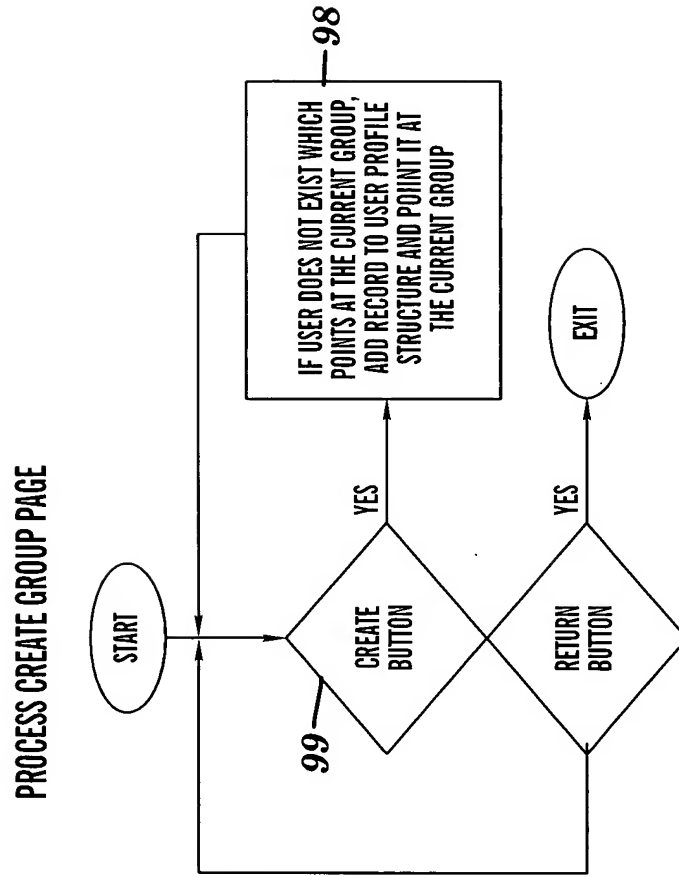 PROCESS CREATE GROUP PAGE
START
99
CREATE
BUTTON
YES
98
IF USER DOES NOT EXIST WHICH
POINTS AT THE CURRENT GROUP,
ADD RECORD TO USER PROFILE
STRUCTURE AND POIINT IT AT
THE CURRENT GROUP
RETURN
BUTTON
YES
EXIT